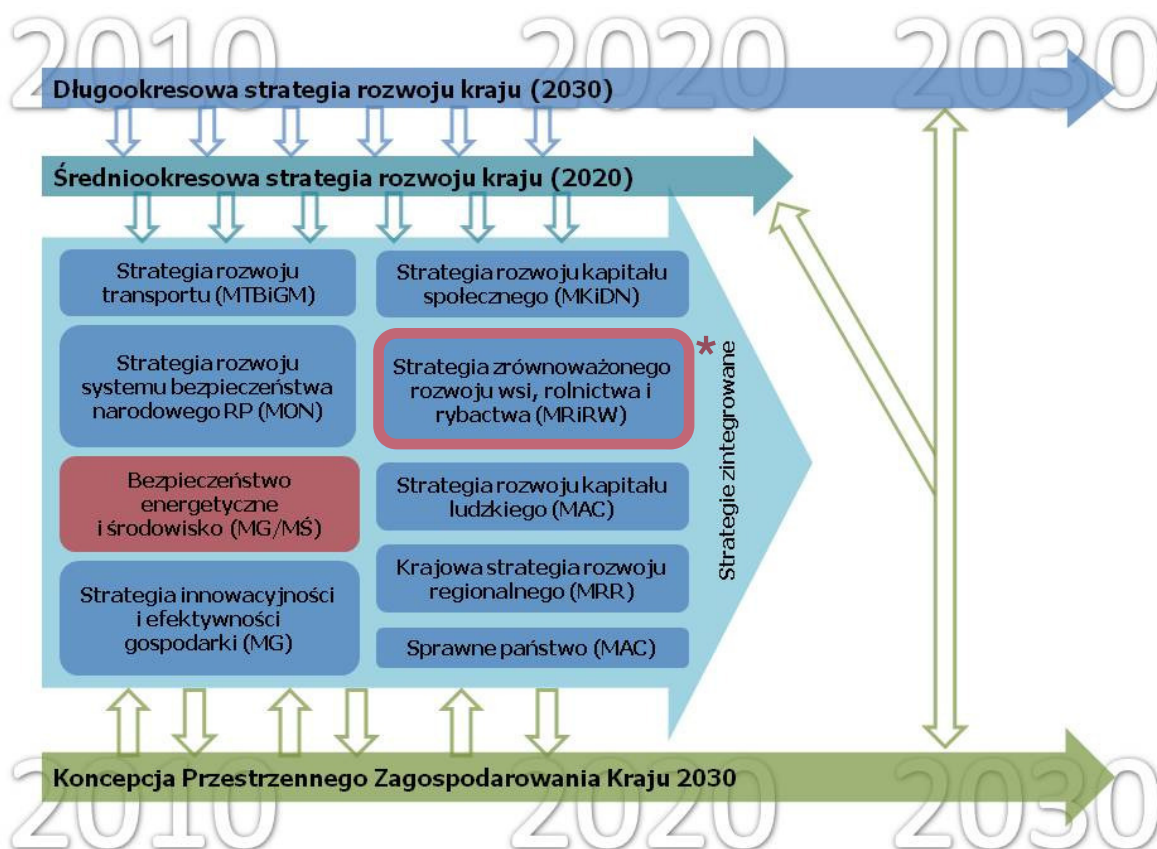 2010 2020 2030
Długookresowa strategia rozwoju kraju (2030)
Średniookresowa strategia rozwoju kraju (2020)
Strategia rozwoju
transportu (MTBiGM)
Strategia rozwoju
systemu bezpieczeństwa
narodowego RP (MON)
Bezpieczeństwo
energetyczne
i środowisko (MG/MŚ)
Strategia innowacyjności
i efektywności
gospodarki (MG)
Strategia rozwoju kapitału
społecznego (MKiDN)
*
Strategia zrównoważonego
rozwoju wsi, rolnictwa i
rybactwa (MRiRW)
Strategia rozwoju kapitału
ludzkiego (MAC)
Krajowa strategia rozwoju
regionalnego (MRR)
Sprawne państwo (MAC)
Strategie zintegrowane
Koncepcja Przestrzennego Zagospodarowania Kraju 2030
2010 2020 2030